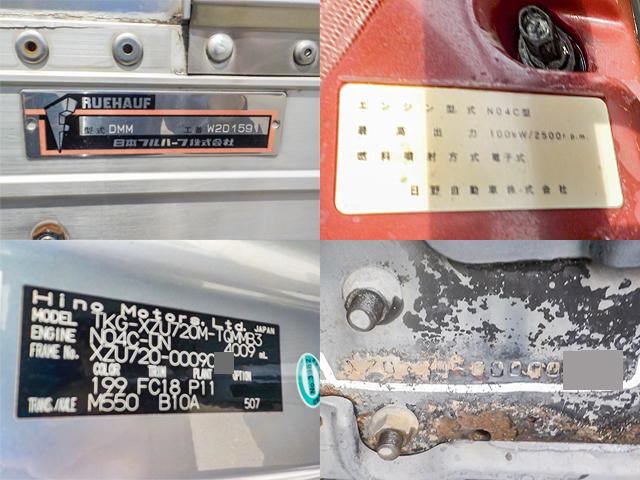 RUEHAUF
型式 DMM 工番 W2D1591
日本フルハーフ株式会社
エンジン型式 N04C型
最高出力 100kW/2500r.p.m.
燃料噴射方式 電子式
日野自動車株式会社
Hino Motors, Ltd. JAPAN
MODEL TKG-XZU720M-TQMMB3
ENGINE N04C-UN 4009 mL
FRAME No. XZU720-0009
COLOR TRIM PLANT OPTION
199 FC18 P11
TRANS./AXLE M550 B10A 507